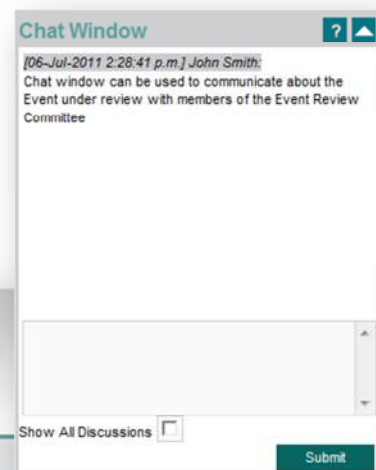 Chat Window ?
[06-Jul-2011 2:28:41 p.m.] John Smith:
Chat window can be used to communicate about the
Event under review with members of the Event Review
Committee
Show All Discussions
Submit